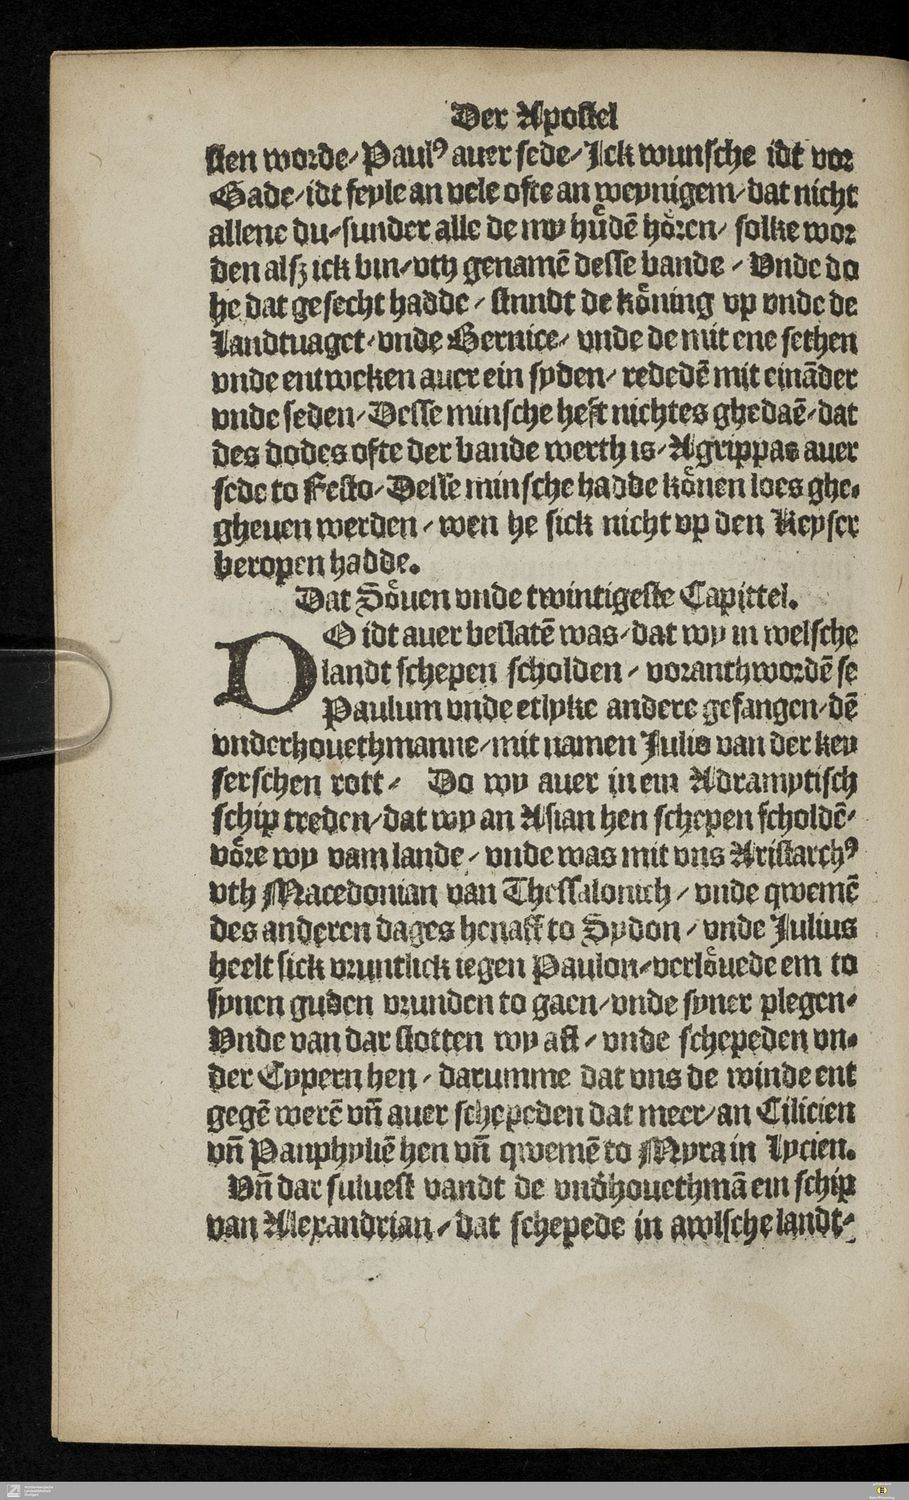 Der Apostel
sten worde/ Paulꝰ auer sede/ Ick wunsche idt vor
Gade/ idt feyle an vele ofte an weynigem/ dat nicht
allene du/ sunder alle de my hůdē hören/ solke wor
den alsz ick bin/ vth genamē desse bande / Vnde do
he dat gesecht hadde / stundt de köning vp vnde de
Landtuaget/ vnde Bernice/ vnde de mit ene sethen
vnde entweken auer ein syden/ rededē mit eināder
vnde seden/ Desse minsche heft nichtes ghedaē/ dat
des dodes ofte der bande werth is/ Agrippas auer
sede to Festo/ Desse minsche hadde könen loes ghe⸗
gheuen werden / wen he sick nicht vp den Keyser
beropen hadde.
Dat Söuen vnde twintigeste Capittel.
DO idt auer beslatē was/ dat wy in welsche
landt schepen scholden / voranthwordē se
Paulum vnde etlyke andere gefangen/ dē
vnderhouethmanne/ mit namen Julio van der key
serschen rott / Do wy auer in ein Adramytisch
schip treden/ dat wy an Asian hen schepen scholdē/
vöre wy vam lande / vnde was mit vns Aristarchꝰ
vth Macedonian van Thessalonich / vnde qwemē
des anderen dages henaff to Sydon / vnde Julius
heelt sick vruntlick iegen Paulon/ verlöuede em to
synen guden vrunden to gaen/ vnde syner plegen⸗
Vnde van dar stotten wy aff / vnde schepeden vn⸗
der Cypern hen / darumme dat vns de winde ent
gegē werē vñ auer schepeden dat meer/ an Cilicien
vñ Panphyliē hen vñ qwemē to Myra in Lycien.
Vñ dar suluest vandt de vnd̄houethmā ein schip
van Alexandrian / dat schepede in awlsche landt⸗